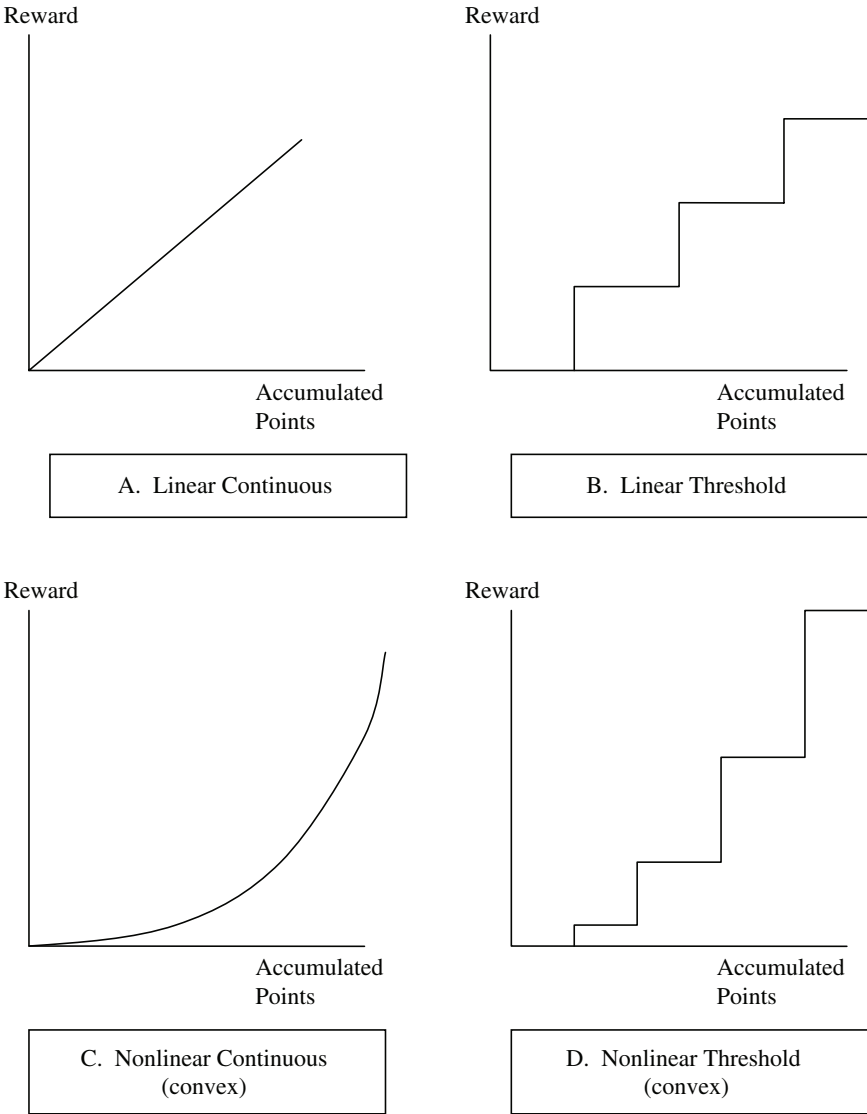 Reward
Reward
Accumulated
Points
Accumulated
Points
A. Linear Continuous
B. Linear Threshold
Reward
Reward
Accumulated
Points
Accumulated
Points
C. Nonlinear Continuous
(convex)
D. Nonlinear Threshold
(convex)